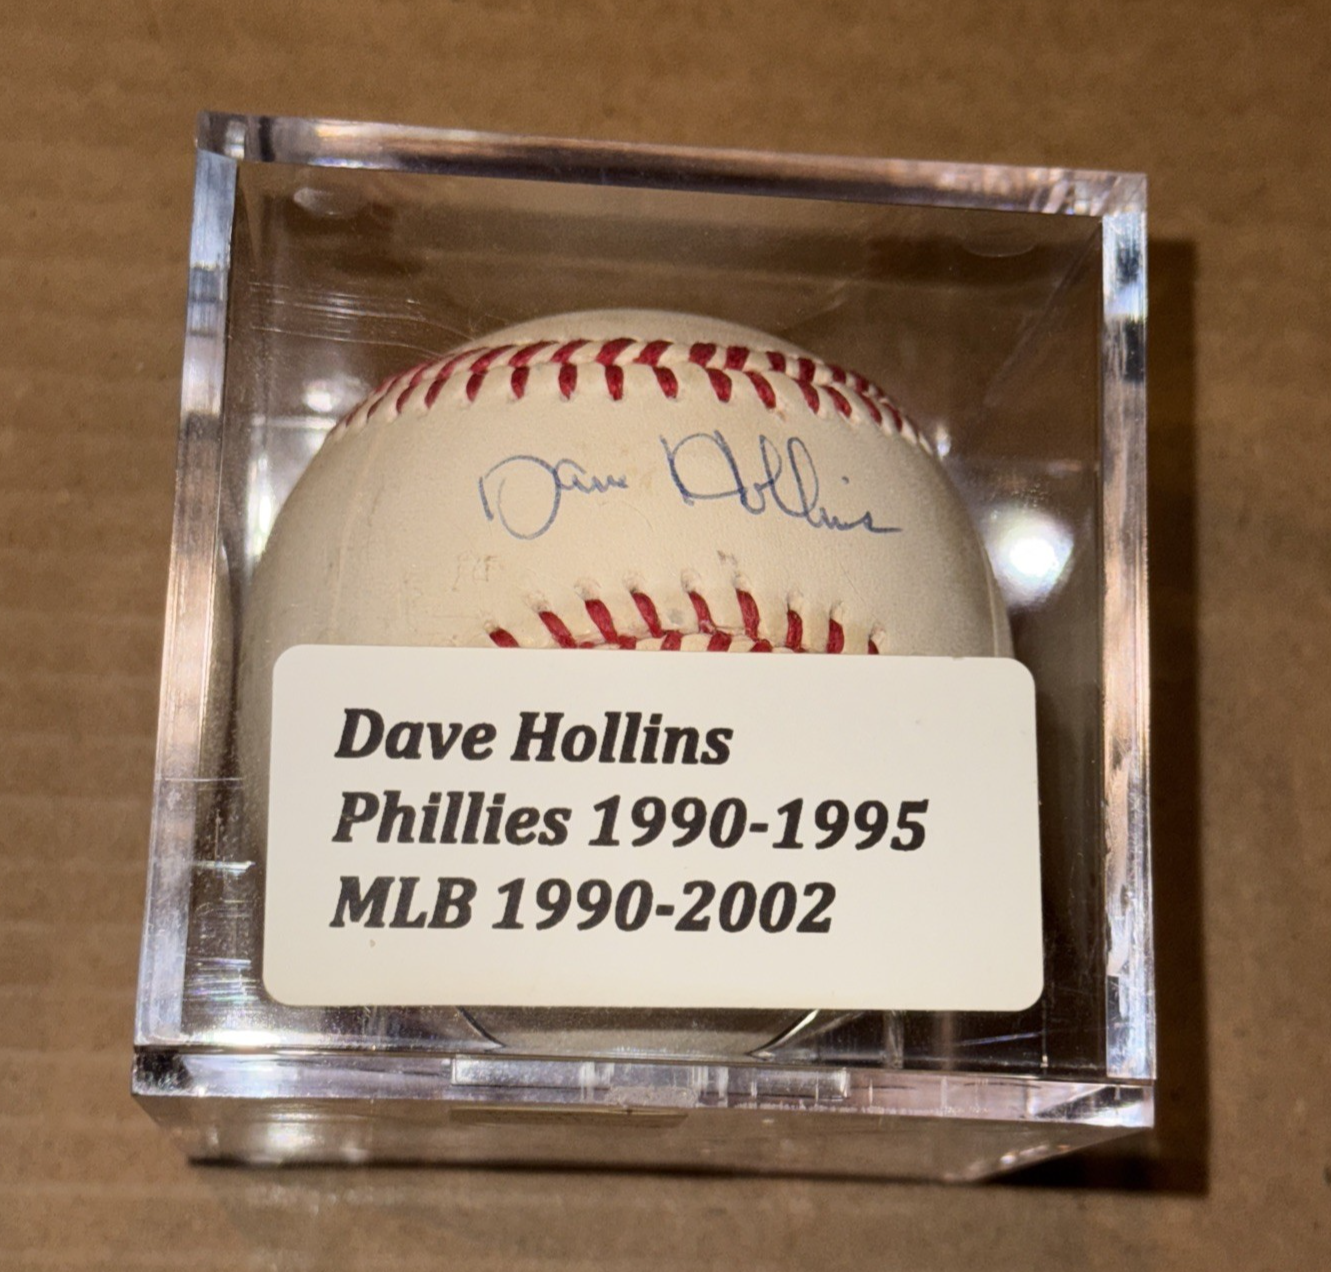 Dave Hollins
Dave Hollins
Phillies 1990-1995
MLB 1990-2002